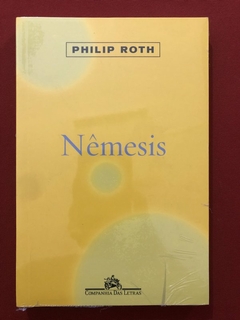 PHILIP ROTH
Nêmesis
COMPANHIA DAS LETRAS